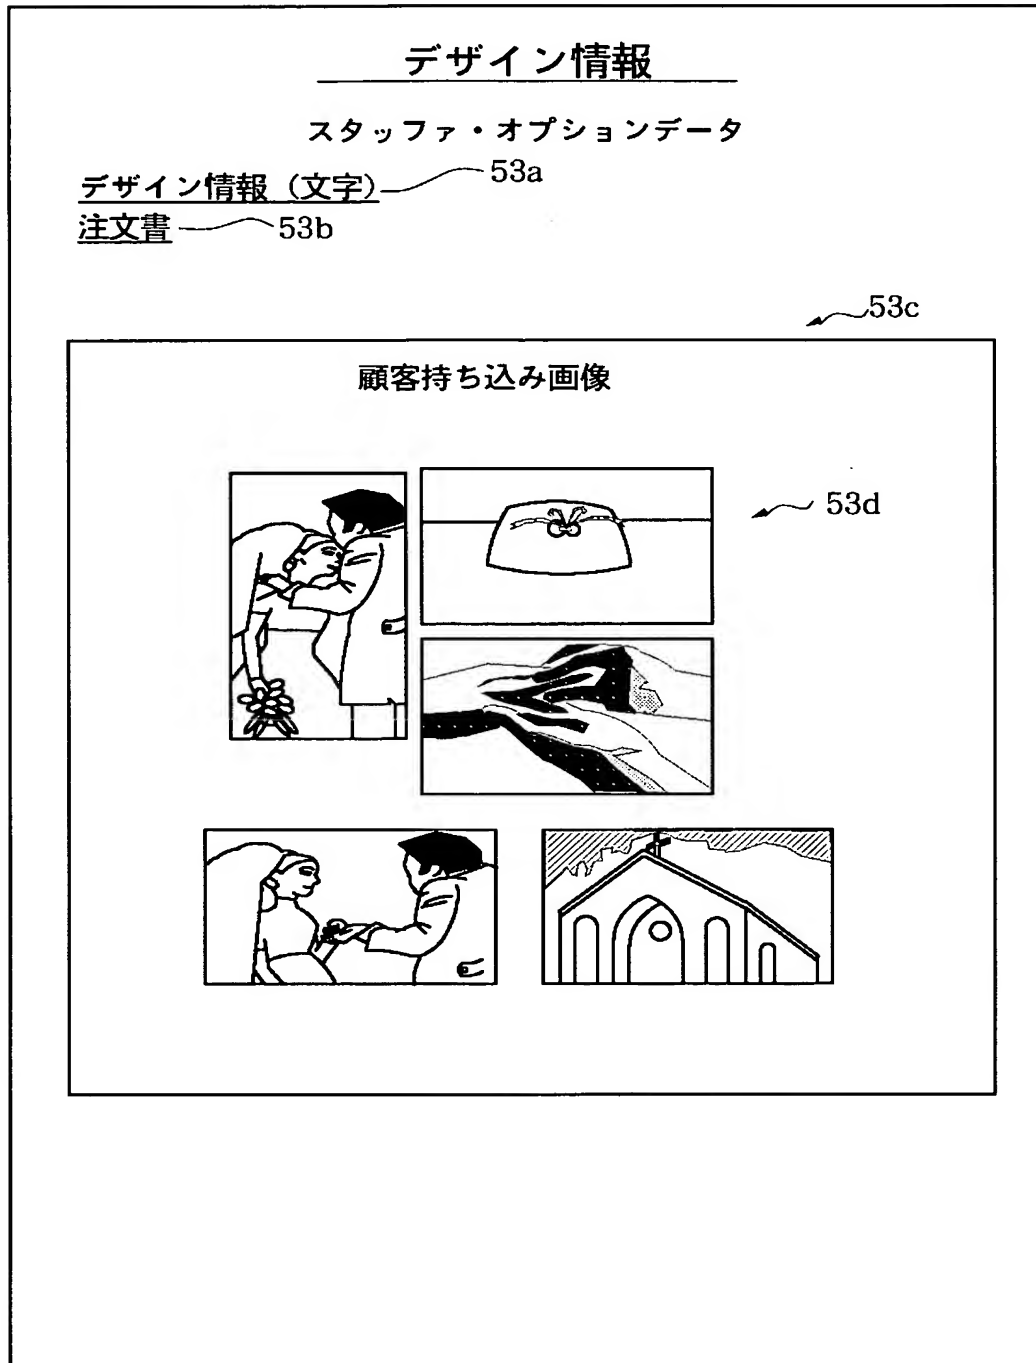 デザイン情報
スタッファ・オプションデータ
デザイン情報（文字） 53a
注文書 53b
53c
顧客持ち込み画像
53d